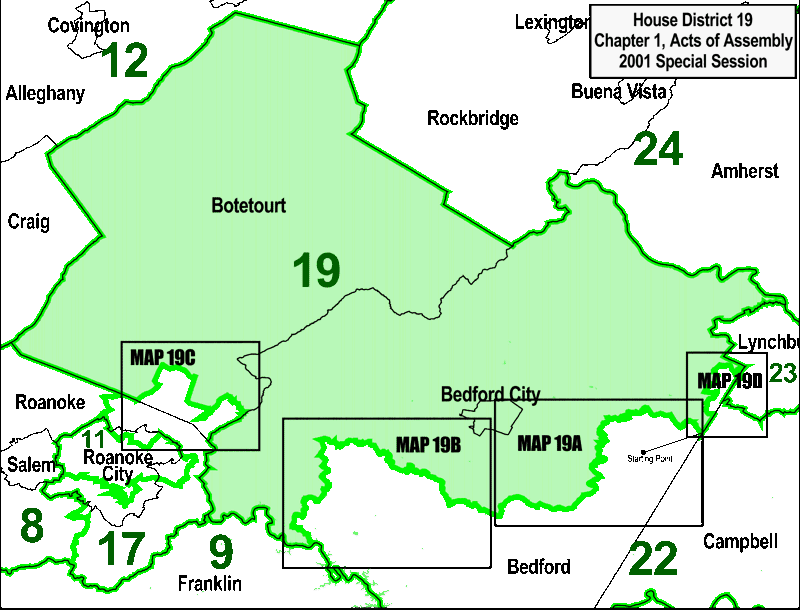 Covington
12
Alleghany
Lexington
House District 19
Chapter 1, Acts of Assembly
2001 Special Session
Buena Vista
Rockbridge
24
Amherst
Botetourt
Craig
19
MAP 19C
Lynchbu
23
MAP 19D
Roanoke
Bedford City
11
Roanoke
City
Salem
MAP 19B
MAP 19A
Starting Point
8
17
9
Franklin
Bedford
22
Campbell